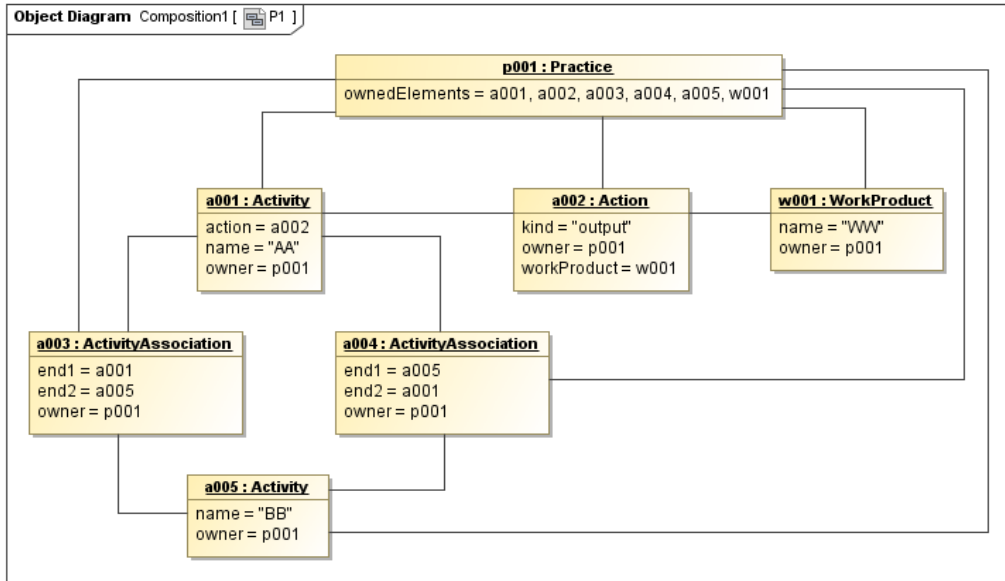 Object Diagram Composition1 [ P1 ]
p001 : Practice
ownedElements = a001, a002, a003, a004, a005, w001
a001 : Activity
action = a002
name = "AA"
owner = p001
a002 : Action
kind = "output"
owner = p001
workProduct = w001
w001 : WorkProduct
name = "WW"
owner = p001
a003 : ActivityAssociation
end1 = a001
end2 = a005
owner = p001
a004 : ActivityAssociation
end1 = a005
end2 = a001
owner = p001
a005 : Activity
name = "BB"
owner = p001